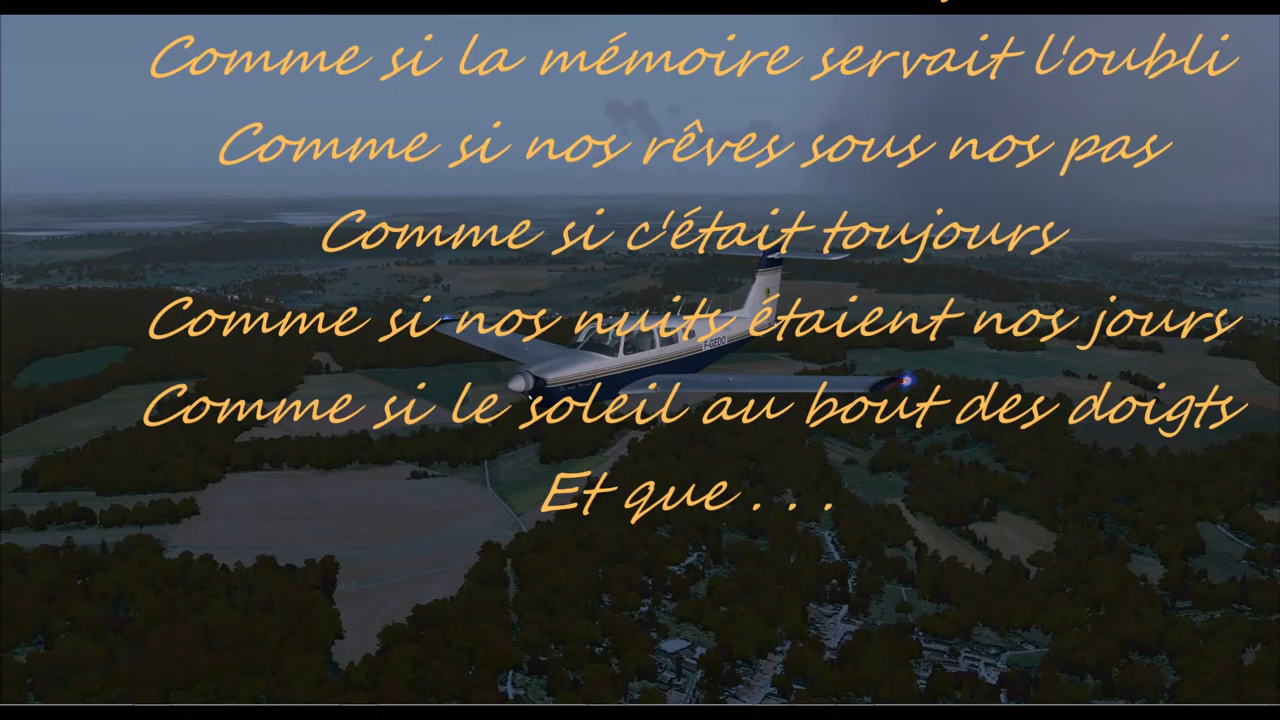 Comme si la mémoire servait l'oubli
Comme si nos rêves sous nos pas
Comme si c'était toujours
Comme si nos nuits étaient nos jours
F-GEDO
Comme si le soleil au bout des doigts
Et que . . .